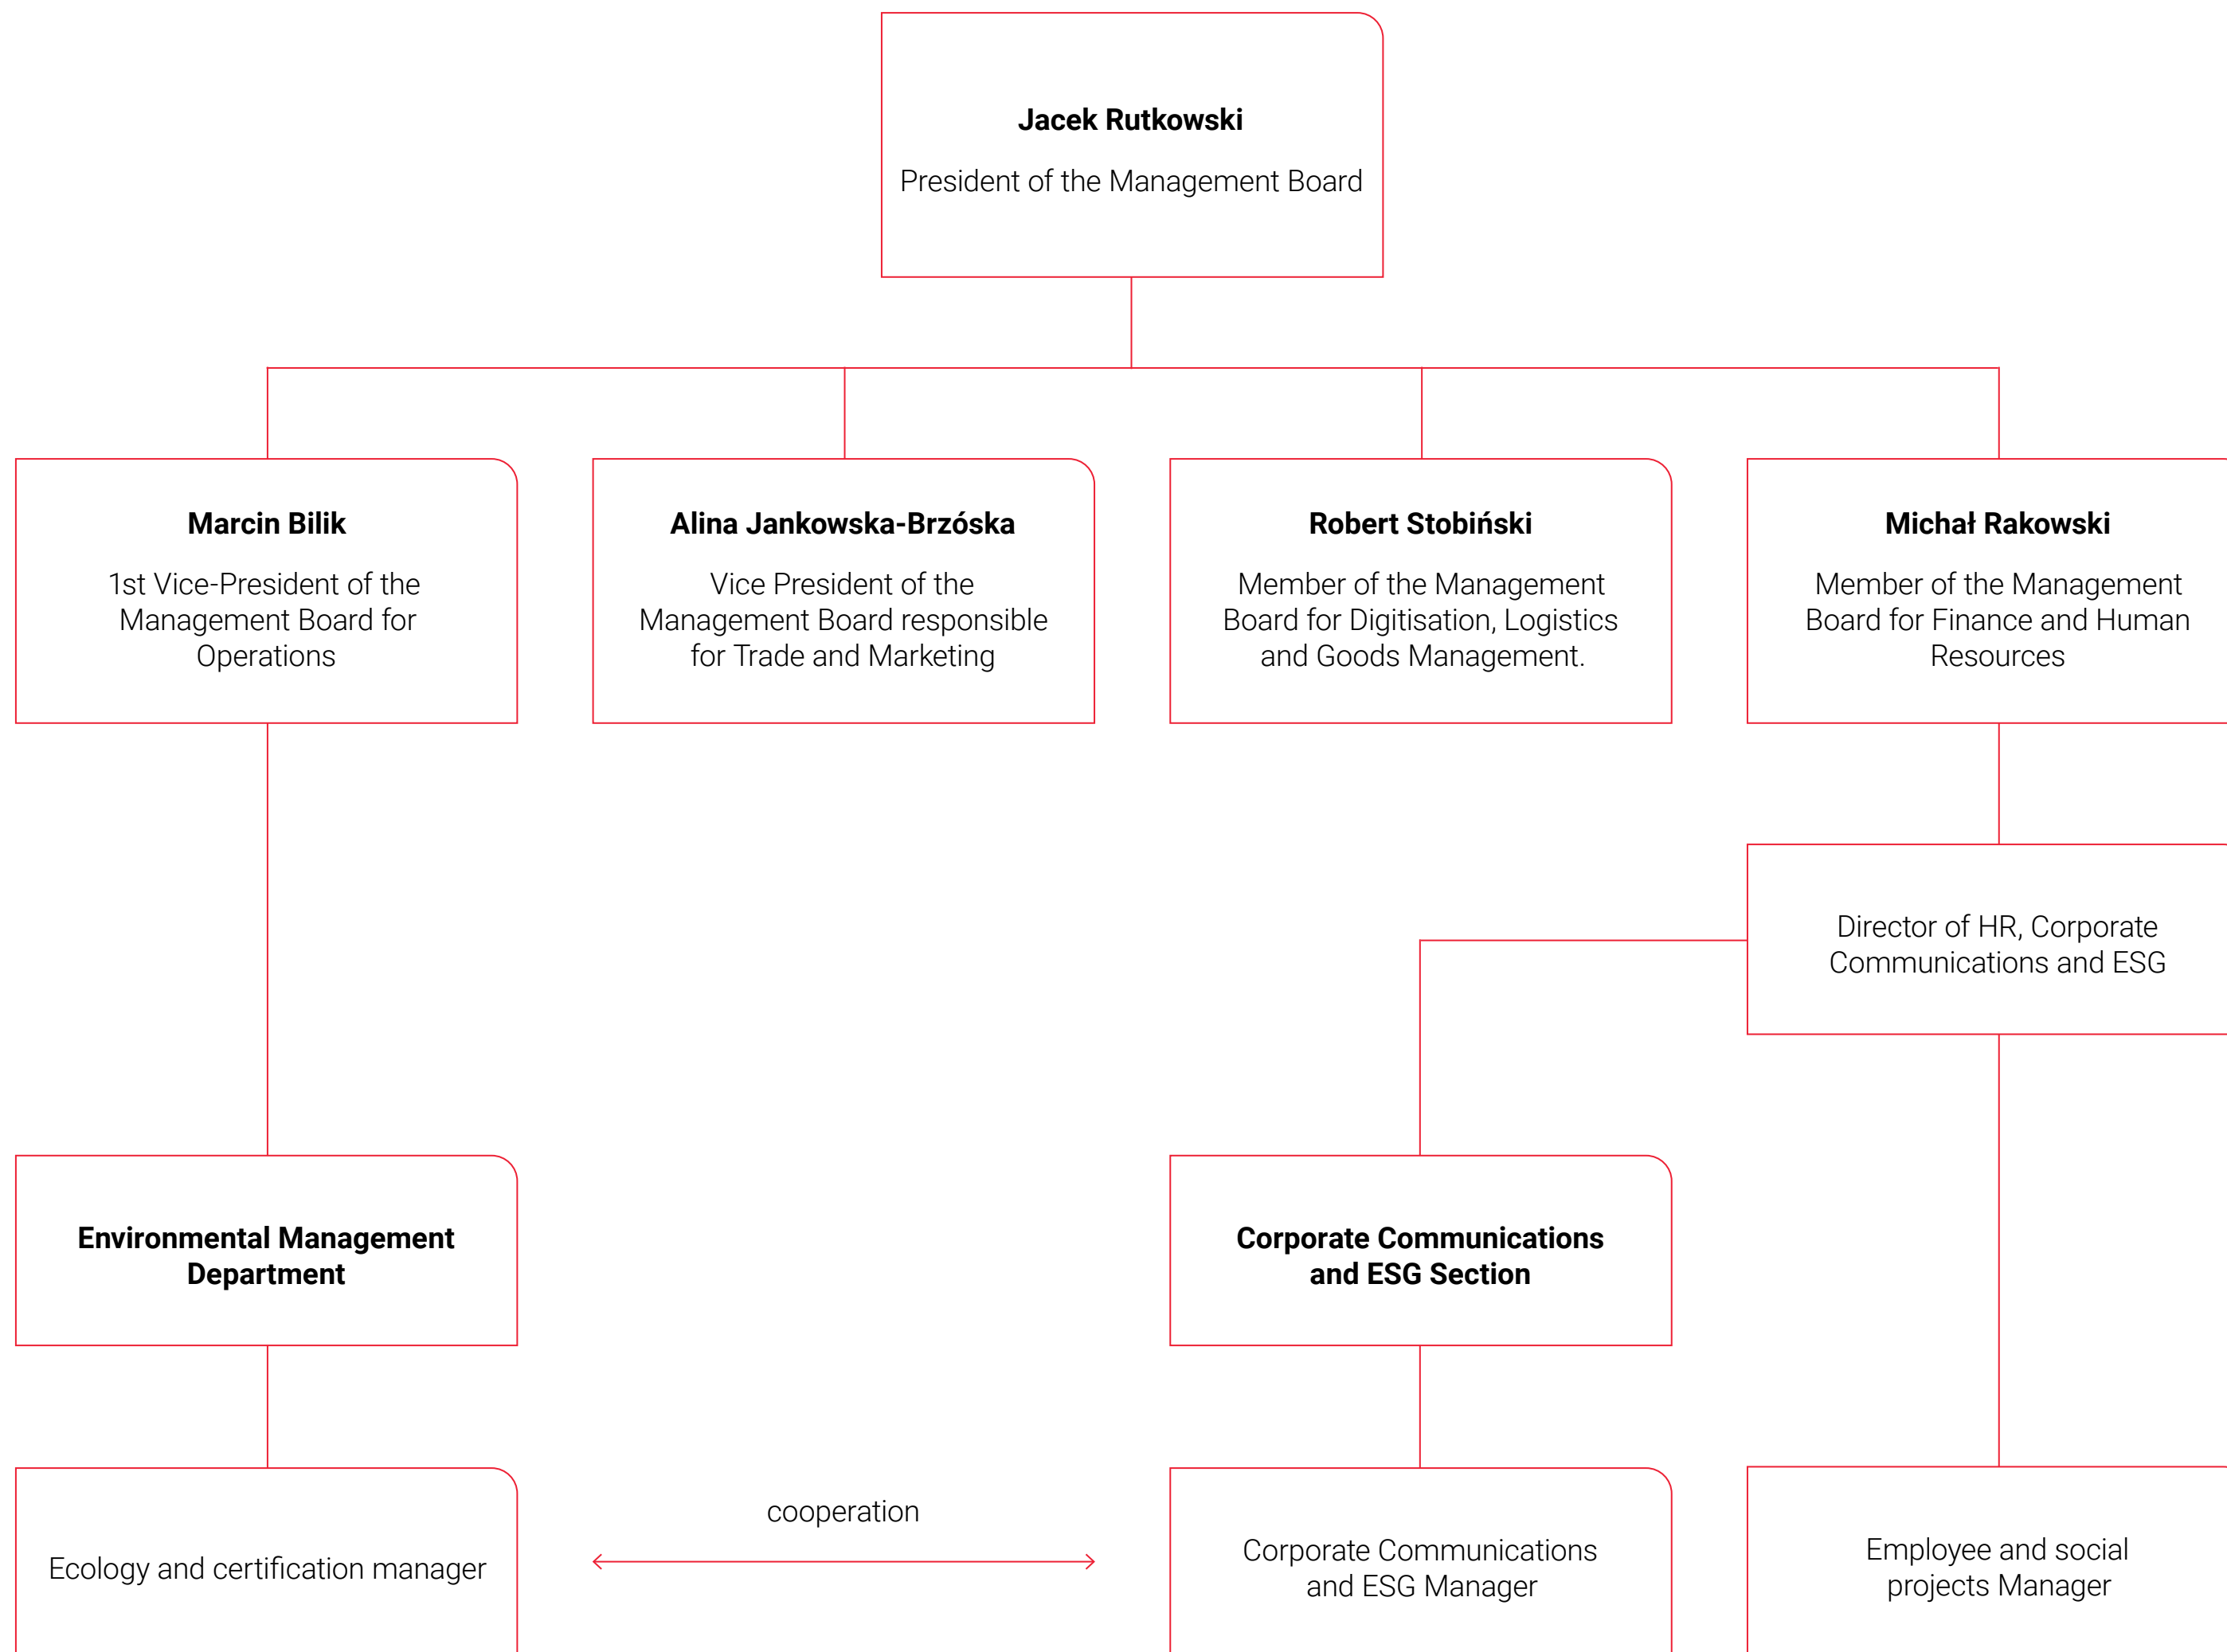 Jacek Rutkowski
President of the Management Board
Marcin Bilik
1st Vice-President of the
Management Board for
Operations
Alina Jankowska-Brzóska
Vice President of the
Management Board responsible
for Trade and Marketing
Robert Stobiński
Member of the Management
Board for Digitisation, Logistics
and Goods Management.
Michał Rakowski
Member of the Management
Board for Finance and Human
Resources
Director of HR, Corporate
Communications and ESG
Environmental Management
Department
Corporate Communications
and ESG Section
Ecology and certification manager
cooperation
Corporate Communications
and ESG Manager
Employee and social
projects Manager